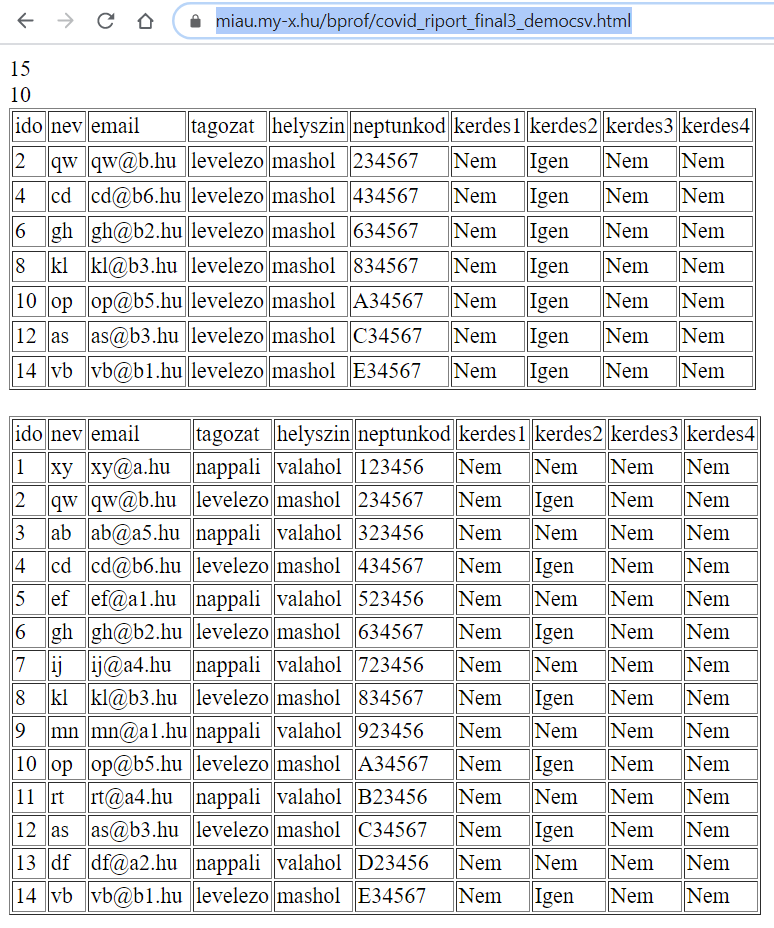 miau.my-x.hu/bprof/covid_riport_final3_democsv.html
15
10
ido nev email tagozat helyszin neptunkod kerdes1 kerdes2 kerdes3 kerdes4
2 qw qw@b.hu levelezo mashol 234567 Nem Igen Nem Nem
4 cd cd@b6.hu levelezo mashol 434567 Nem Igen Nem Nem
6 gh gh@b2.hu levelezo mashol 634567 Nem Igen Nem Nem
8 kl kl@b3.hu levelezo mashol 834567 Nem Igen Nem Nem
10 op op@b5.hu levelezo mashol A34567 Nem Igen Nem Nem
12 as as@b3.hu levelezo mashol C34567 Nem Igen Nem Nem
14 vb vb@b1.hu levelezo mashol E34567 Nem Igen Nem Nem
ido nev email tagozat helyszin neptunkod kerdes1 kerdes2 kerdes3 kerdes4
1 xy xy@a.hu nappali valahol 123456 Nem Nem Nem Nem
2 qw qw@b.hu levelezo mashol 234567 Nem Igen Nem Nem
3 ab ab@a5.hu nappali valahol 323456 Nem Nem Nem Nem
4 cd cd@b6.hu levelezo mashol 434567 Nem Igen Nem Nem
5 ef ef@a1.hu nappali valahol 523456 Nem Nem Nem Nem
6 gh gh@b2.hu levelezo mashol 634567 Nem Igen Nem Nem
7 ij ij@a4.hu nappali valahol 723456 Nem Nem Nem Nem
8 kl kl@b3.hu levelezo mashol 834567 Nem Igen Nem Nem
9 mn mn@a1.hu nappali valahol 923456 Nem Nem Nem Nem
10 op op@b5.hu levelezo mashol A34567 Nem Igen Nem Nem
11 rt rt@a4.hu nappali valahol B23456 Nem Nem Nem Nem
12 as as@b3.hu levelezo mashol C34567 Nem Igen Nem Nem
13 df df@a2.hu nappali valahol D23456 Nem Nem Nem Nem
14 vb vb@b1.hu levelezo mashol E34567 Nem Igen Nem Nem